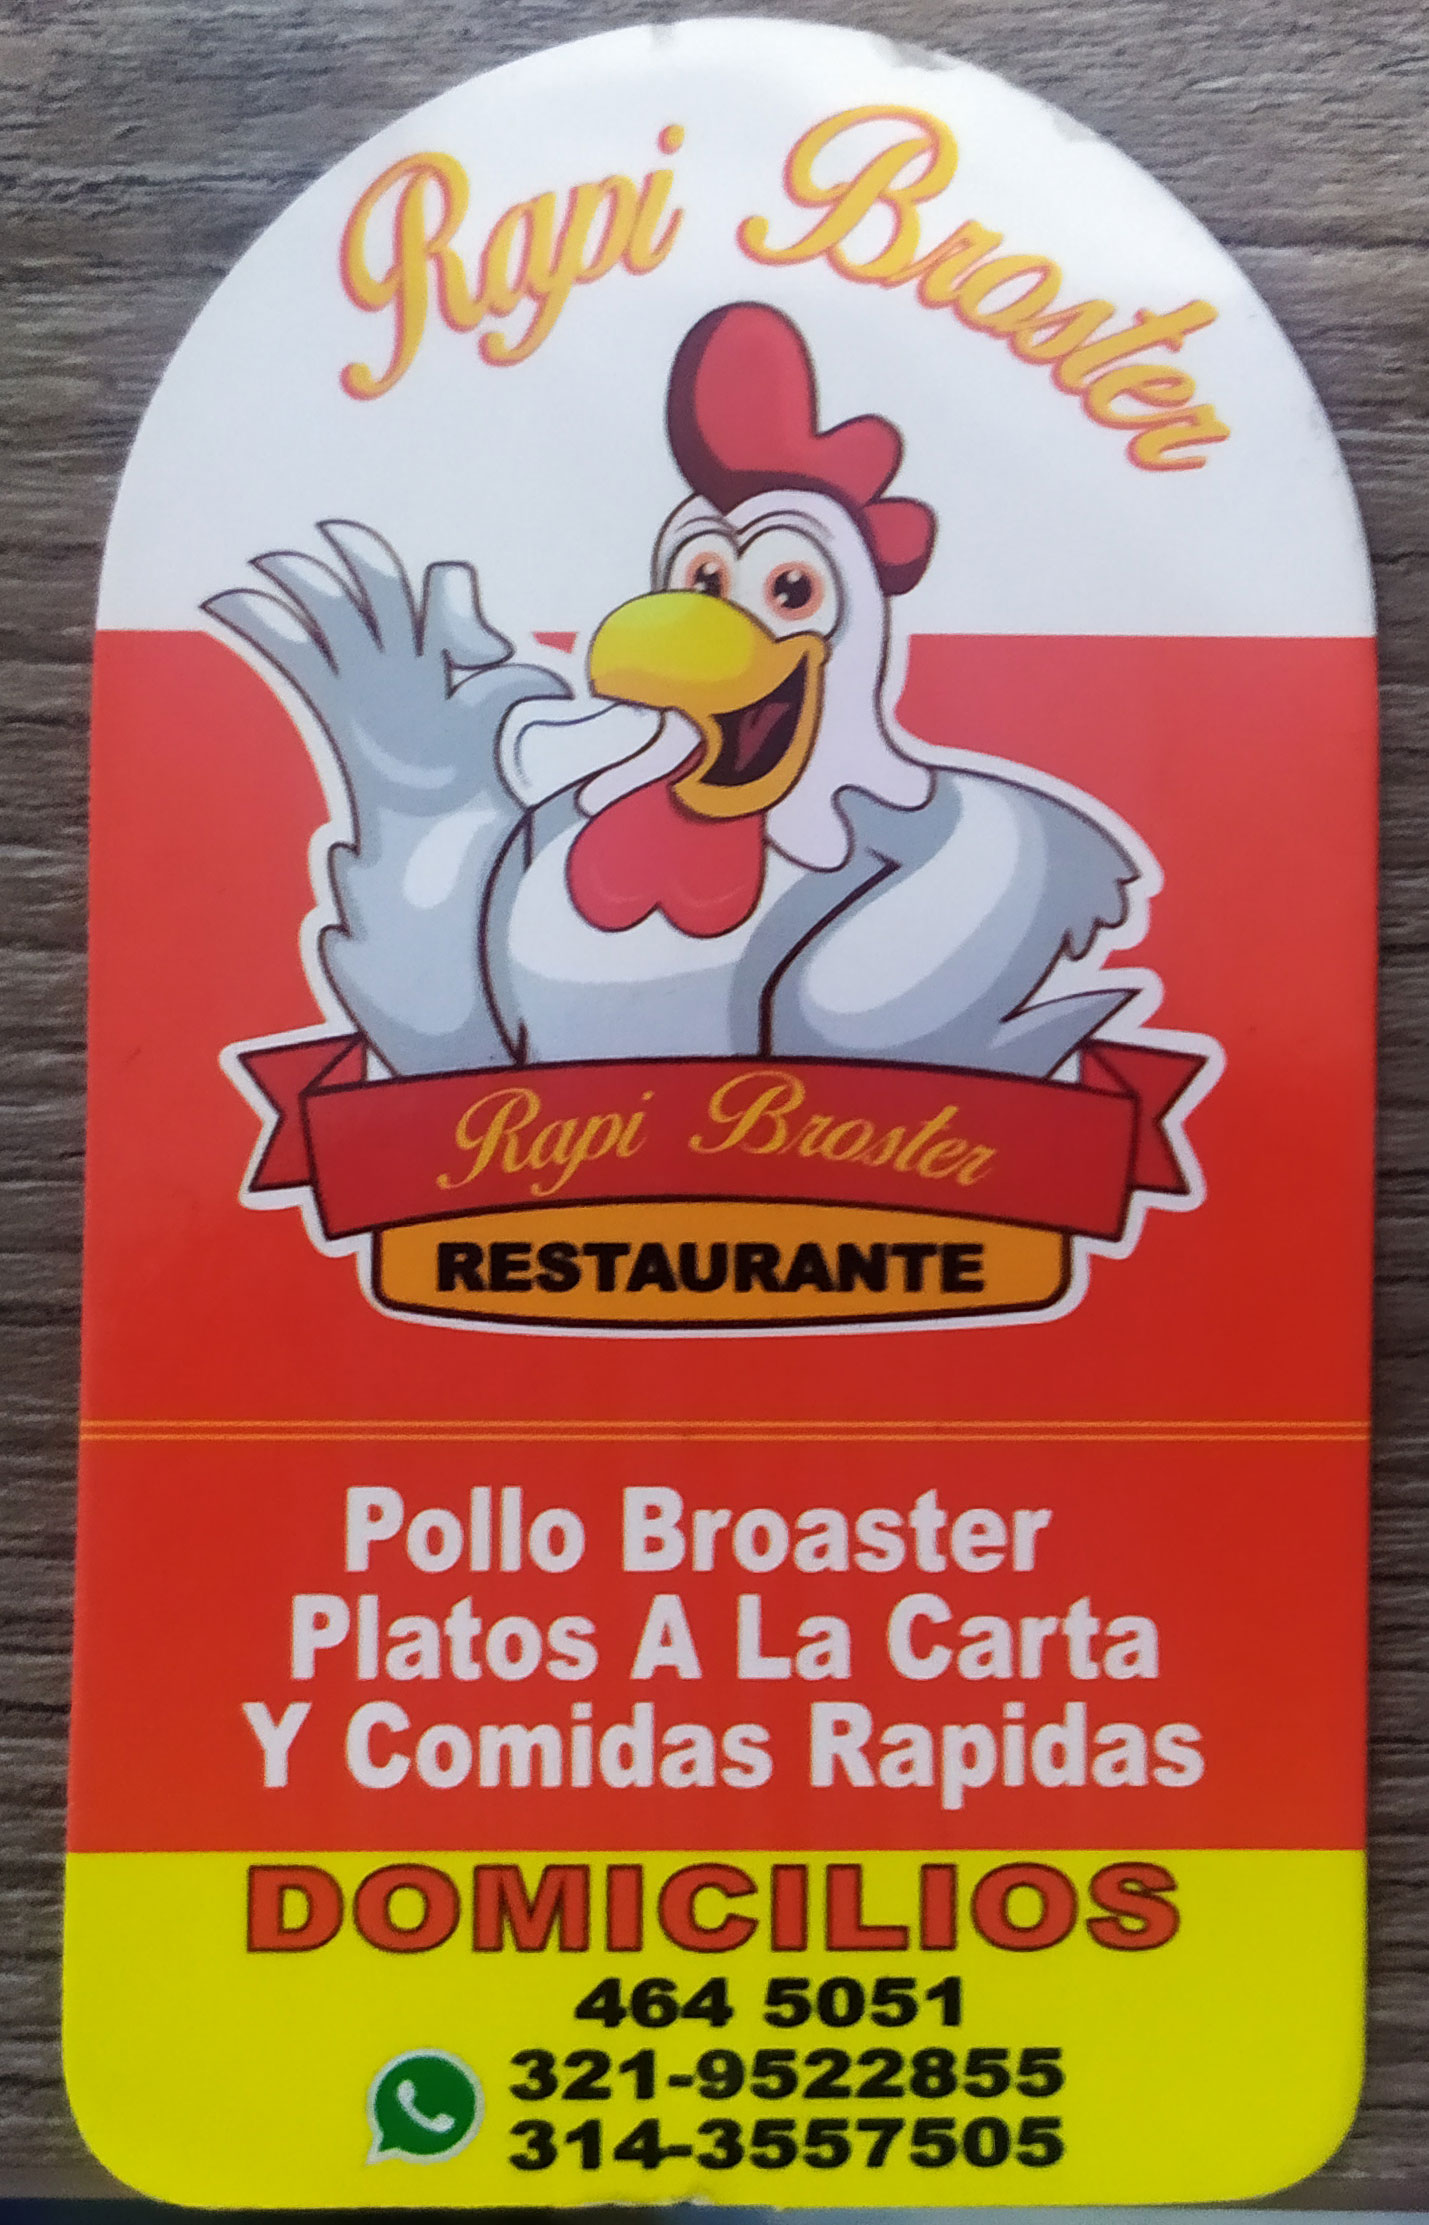 Rapi Broster
Rapi Broster
RESTAURANTE
Pollo Broaster
Platos A La Carta
Y Comidas Rapidas
DOMICILIOS
464 5051
321-9522855
314-3557505